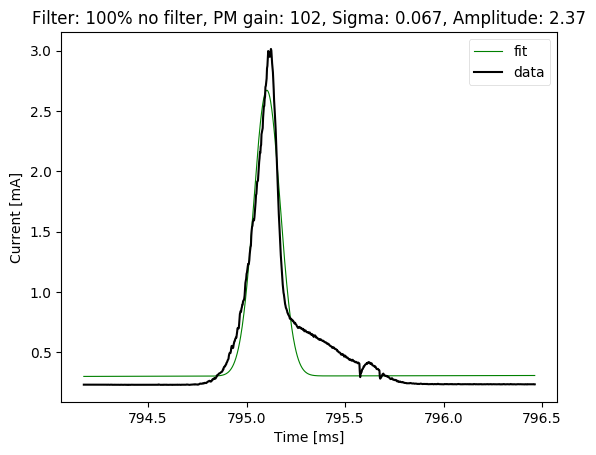 Filter: 100% no filter, PM gain: 102, Sigma: 0.067, Amplitude: 2.37
fit
data
3.0
2.5
2.0
1.5
1.0
0.5
Current [mA]
794.5 795.0 795.5 796.0 796.5
Time [ms]